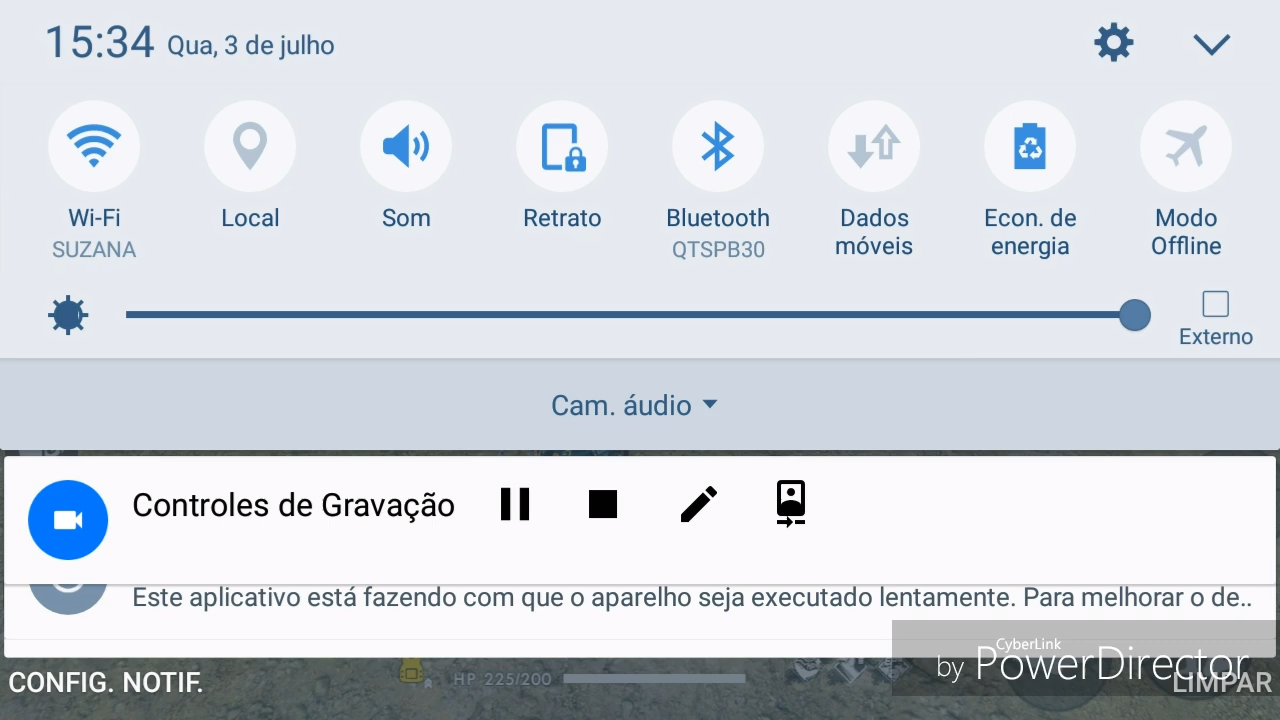 15:34 Qua, 3 de julho
Wi-Fi
SUZANA
Local
Som
Retrato
Bluetooth
QTSPB30
Dados
móveis
Econ. de
energia
Modo
Offline
Externo
Cam. áudio
Controles de Gravação
Este aplicativo está fazendo com que o aparelho seja executado lentamente. Para melhorar o de..
CyberLink
by PowerDirector
CONFIG. NOTIF.
HP 225/200
LIMPAR